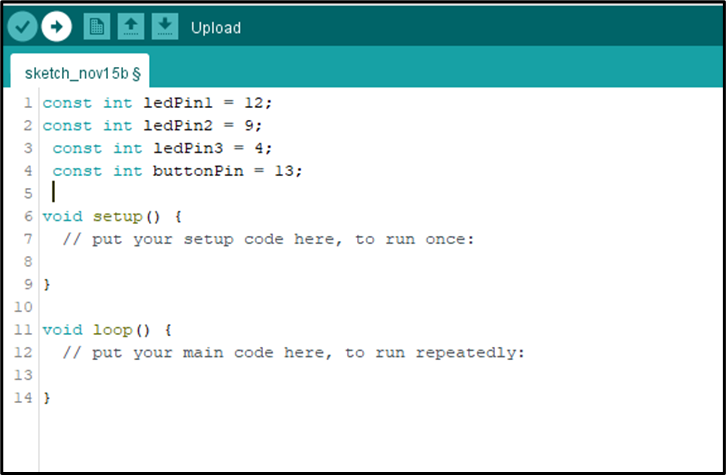 Upload
sketch_nov15b §
1 const int ledPin1 = 12;
2 const int ledPin2 = 9;
3 const int ledPin3 = 4;
4 const int buttonPin = 13;
5
6 void setup() {
7 // put your setup code here, to run once:
8
9 }
10
11 void loop() {
12 // put your main code here, to run repeatedly:
13
14 }